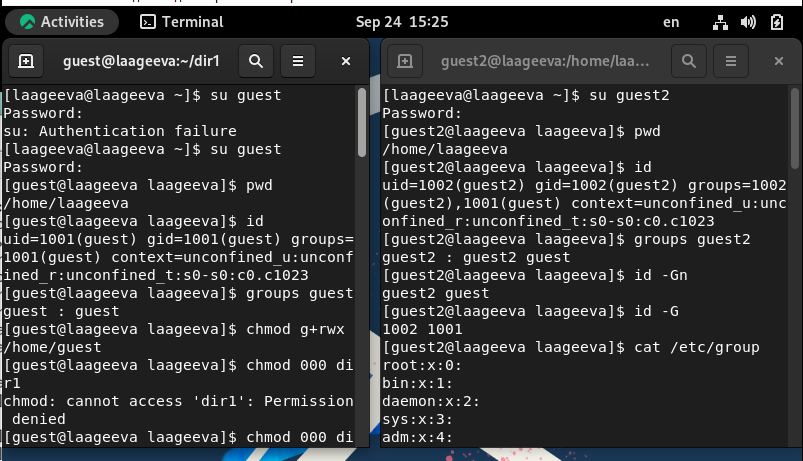 Activities
Terminal
Sep 24 15:25
en
guest@laageeva:~/dir1
[laageeva@laageeva ~]$ su guest
Password:
su: Authentication failure
[laageeva@laageeva ~]$ su guest
Password:
[guest@laageeva laageeva]$ pwd
/home/laageeva
[guest@laageeva laageeva]$ id
uid=1001(guest) gid=1001(guest) groups=
1001(guest) context=unconfined_u:unconf
ined_r:unconfined_t:s0-s0:c0.c1023
[guest@laageeva laageeva]$ groups guest
guest : guest
[guest@laageeva laageeva]$ chmod g+rwx
/home/guest
[guest@laageeva laageeva]$ chmod 000 di
r1
chmod: cannot access 'dir1': Permission
denied
[guest@laageeva laageeva]$ chmod 000 di
guest2@laageeva:/home/laa...
[laageeva@laageeva ~]$ su guest2
Password:
[guest2@laageeva laageeva]$ pwd
/home/laageeva
[guest2@laageeva laageeva]$ id
uid=1002(guest2) gid=1002(guest2) groups=1002
(guest2),1001(guest) context=unconfined_u:unc
onfined_r:unconfined_t:s0-s0:c0.c1023
[guest2@laageeva laageeva]$ groups guest2
guest2 : guest2 guest
[guest2@laageeva laageeva]$ id -Gn
guest2 guest
[guest2@laageeva laageeva]$ id -G
1002 1001
[guest2@laageeva laageeva]$ cat /etc/group
root:x:0:
bin:x:1:
daemon:x:2:
sys:x:3:
adm:x:4: